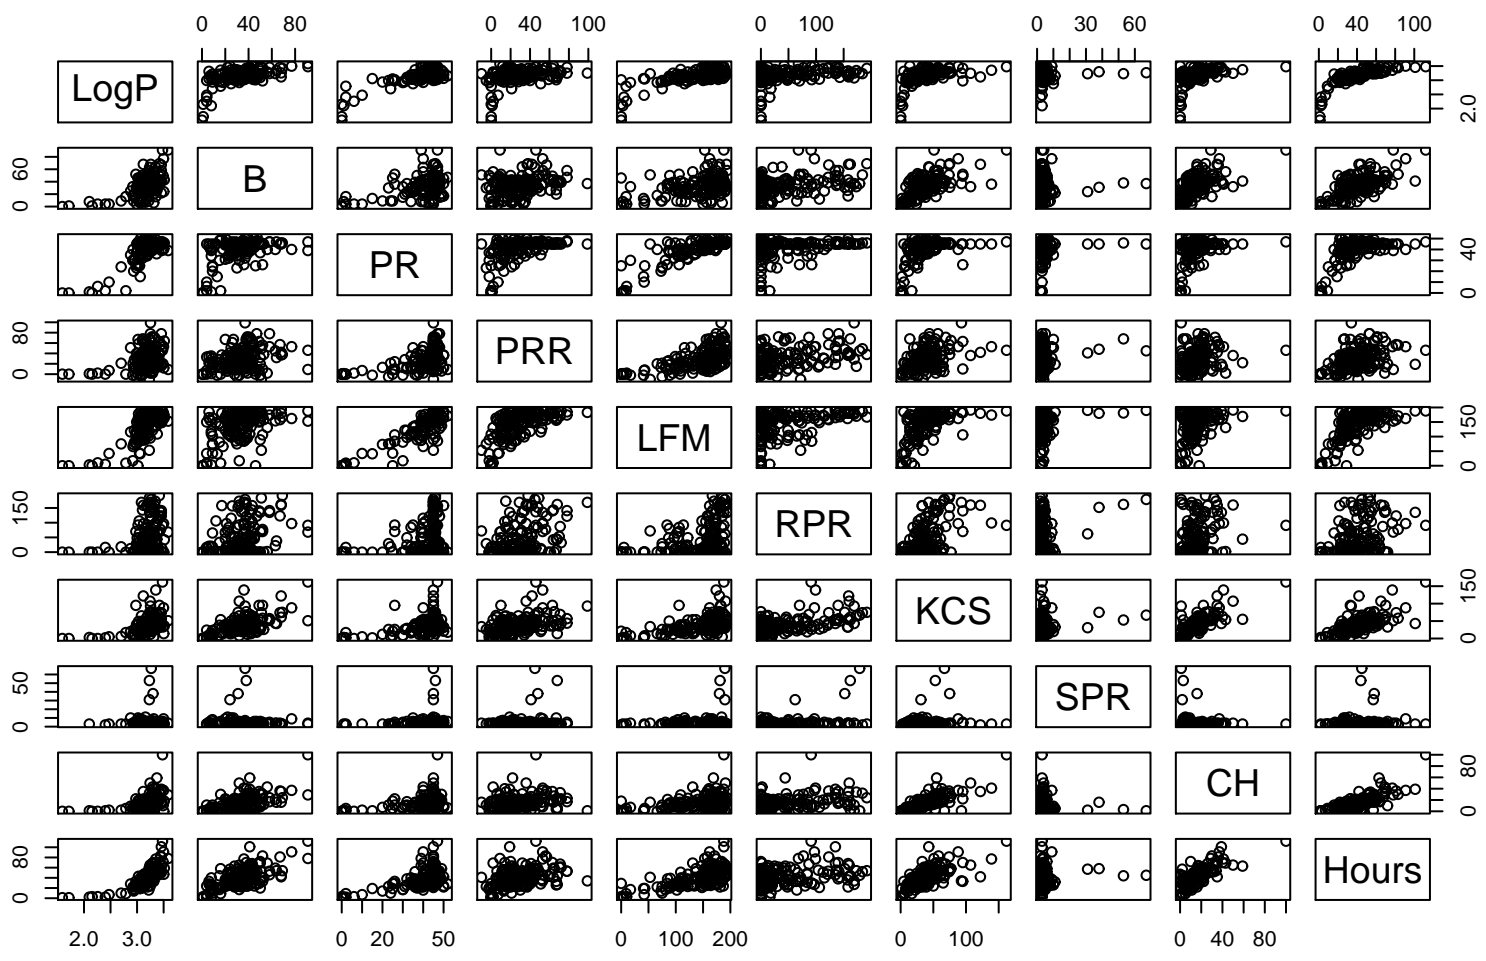 0 40 80 0 40 100 0 100 0 30 60 0 40 100
LogP 2.0
0 60 B
PR 0 40
0 80 PRR
LFM 0 150
0 150 RPR
KCS 0 150
0 50 SPR
CH 0 80
0 80 Hours
2.0 3.0 0 20 50 0 100 200 0 100 0 40 80